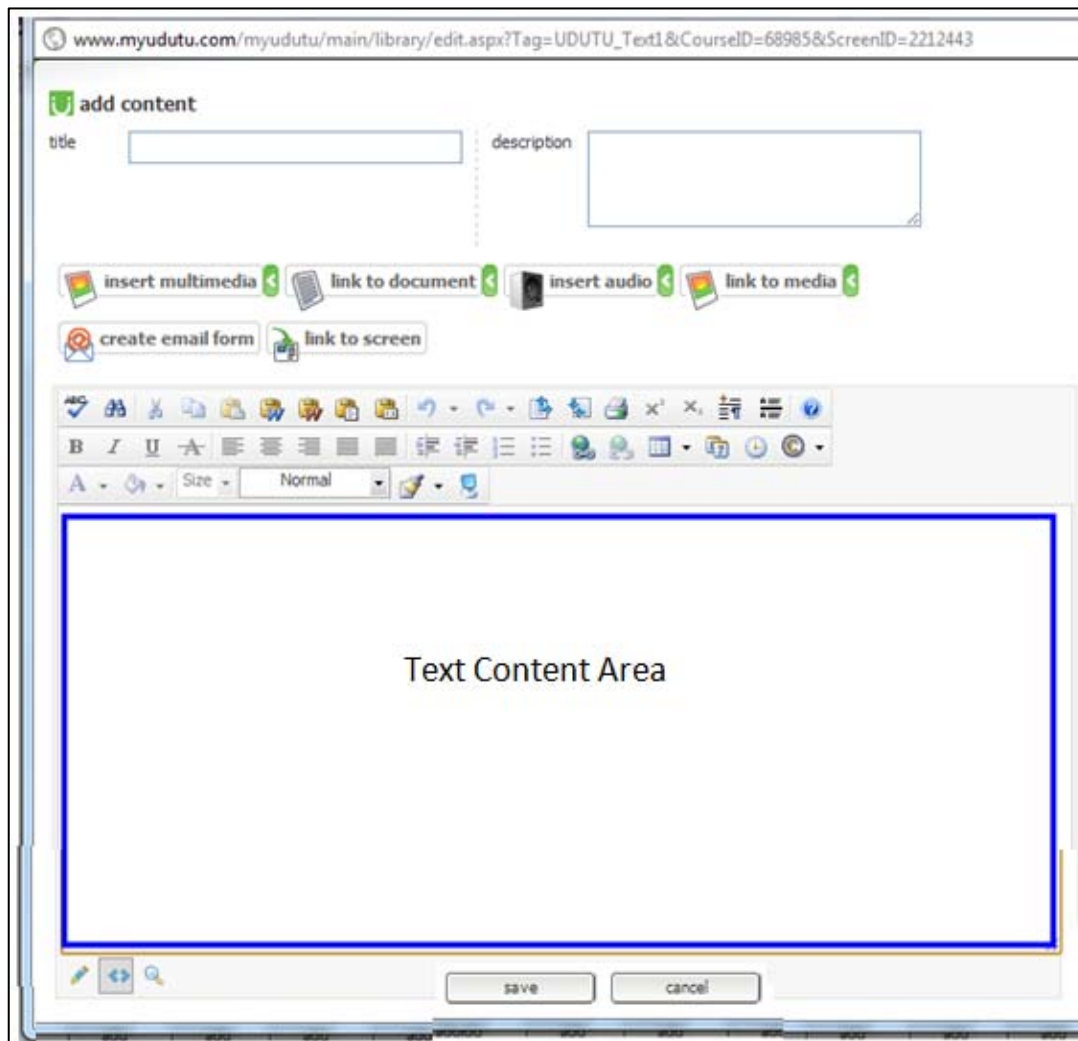 www.myudutu.com/myudutu/main/library/edit.aspx?Tag=UDUTU_Text1&CourseID=68985&ScreenID=2212443
add content
title description
insert multimedia link to document insert audio link to media
create email form link to screen
ABC
B I U A
A Size Normal
Text Content Area
save cancel